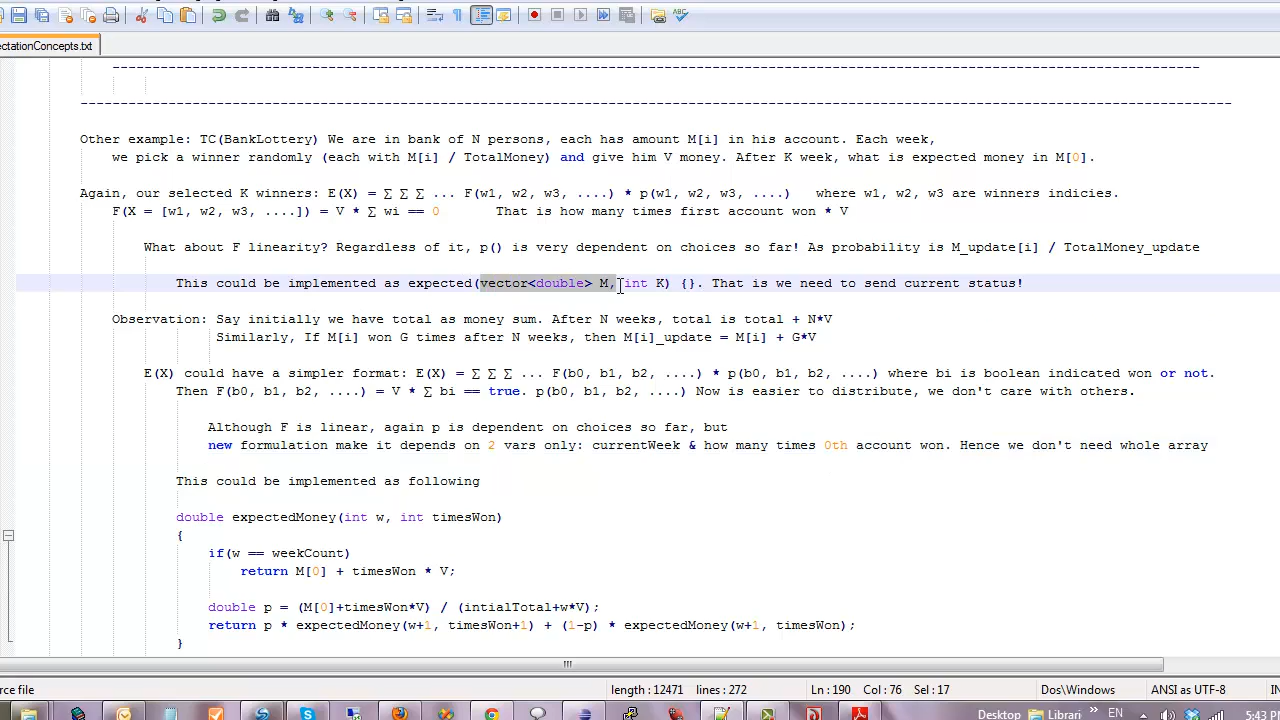 ectationConcepts.txt
------------------------------------------------------------------------------------------------------------------------------------------
------------------------------------------------------------------------------------------------------------------------------------------------
Other example: TC(BankLottery) We are in bank of N persons, each has amount M[i] in his account. Each week,
we pick a winner randomly (each with M[i] / TotalMoney) and give him V money. After K week, what is expected money in M[0].
Again, our selected K winners: E(X) = ∑ ∑ ∑ ... F(w1, w2, w3, ....) * p(w1, w2, w3, ....) where w1, w2, w3 are winners indicies.
F(X = [w1, w2, w3, ....]) = V * ∑ wi == 0 That is how many times first account won * V
What about F linearity? Regardless of it, p() is very dependent on choices so far! As probability is M_update[i] / TotalMoney_update
This could be implemented as expected(vector<double> M, int K) {}. That is we need to send current status!
Observation: Say initially we have total as money sum. After N weeks, total is total + N*V
Similarly, If M[i] won G times after N weeks, then M[i]_update = M[i] + G*V
E(X) could have a simpler format: E(X) = ∑ ∑ ∑ ... F(b0, b1, b2, ....) * p(b0, b1, b2, ....) where bi is boolean indicated won or not.
Then F(b0, b1, b2, ....) = V * ∑ bi == true. p(b0, b1, b2, ....) Now is easier to distribute, we don't care with others.
Although F is linear, again p is dependent on choices so far, but
new formulation make it depends on 2 vars only: currentWeek & how many times 0th account won. Hence we don't need whole array
This could be implemented as following
double expectedMoney(int w, int timesWon)
{
if(w == weekCount)
return M[0] + timesWon * V;
double p = (M[0]+timesWon*V) / (intialTotal+w*V);
return p * expectedMoney(w+1, timesWon+1) + (1-p) * expectedMoney(w+1, timesWon);
}
rce file length : 12471 lines : 272 Ln : 190 Col : 76 Sel : 17 Dos\Windows ANSI as UTF-8 IN
Desktop Librari » EN 5:43 P